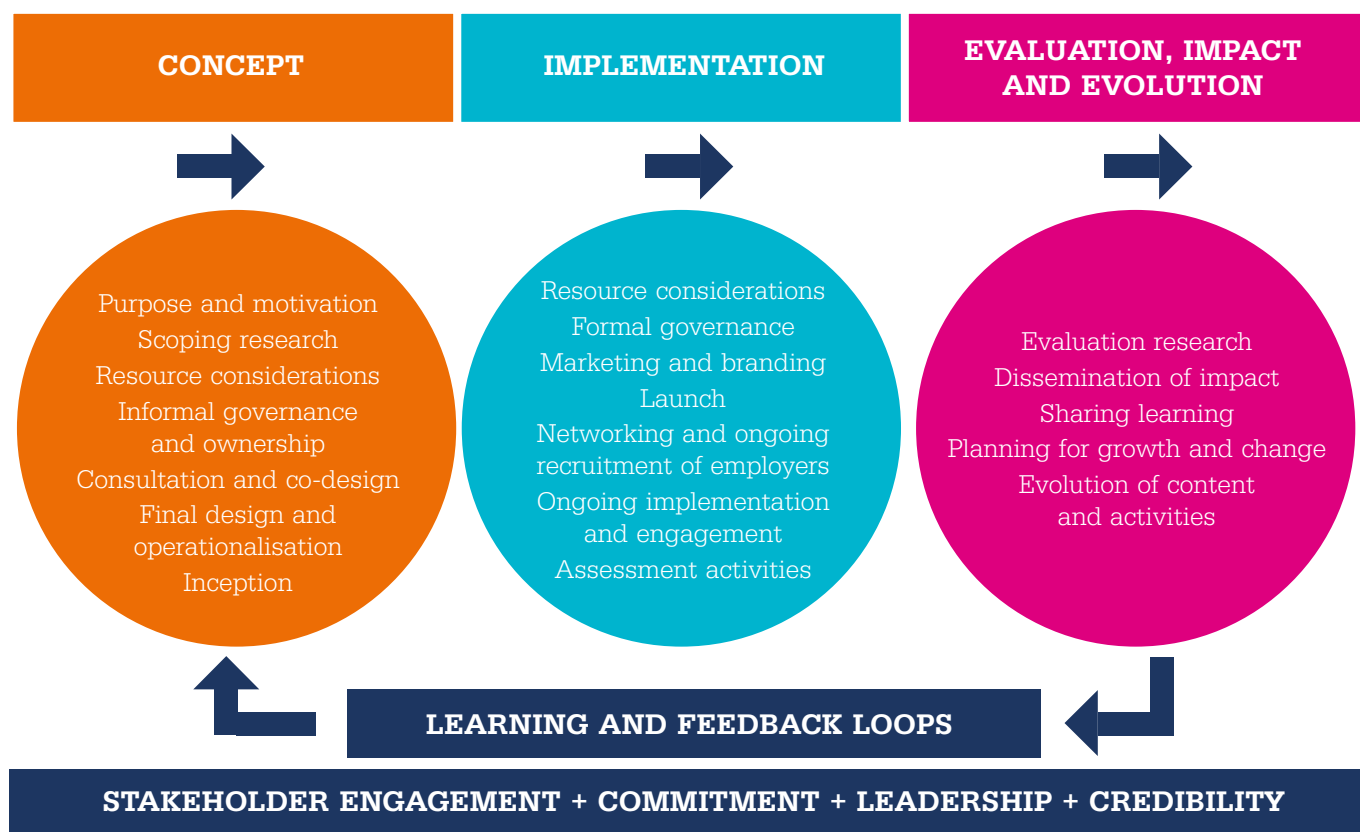 CONCEPT
IMPLEMENTATION
EVALUATION, IMPACT
AND EVOLUTION
Purpose and motivation
Scoping research
Resource considerations
Informal governance
and ownership
Consultation and co-design
Final design and
operationalisation
Inception
Resource considerations
Formal governance
Marketing and branding
Launch
Networking and ongoing
recruitment of employers
Ongoing implementation
and engagement
Assessment activities
Evaluation research
Dissemination of impact
Sharing learning
Planning for growth and change
Evolution of content
and activities
LEARNING AND FEEDBACK LOOPS
STAKEHOLDER ENGAGEMENT + COMMITMENT + LEADERSHIP + CREDIBILITY